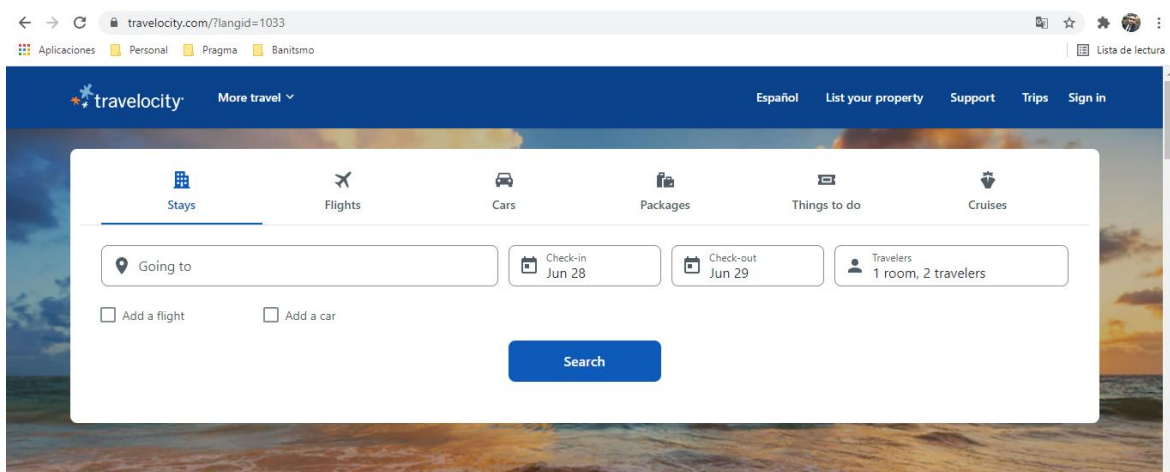 travelocity.com/?langid=1033
Aplicaciones Personal Pragma Banitsmo Lista de lectura
travelocity More travel Español List your property Support Trips Sign in
Stays Flights Cars Packages Things to do Cruises
Going to
Check-in
Jun 28
Check-out
Jun 29
Travelers
1 room, 2 travelers
Add a flight Add a car
Search